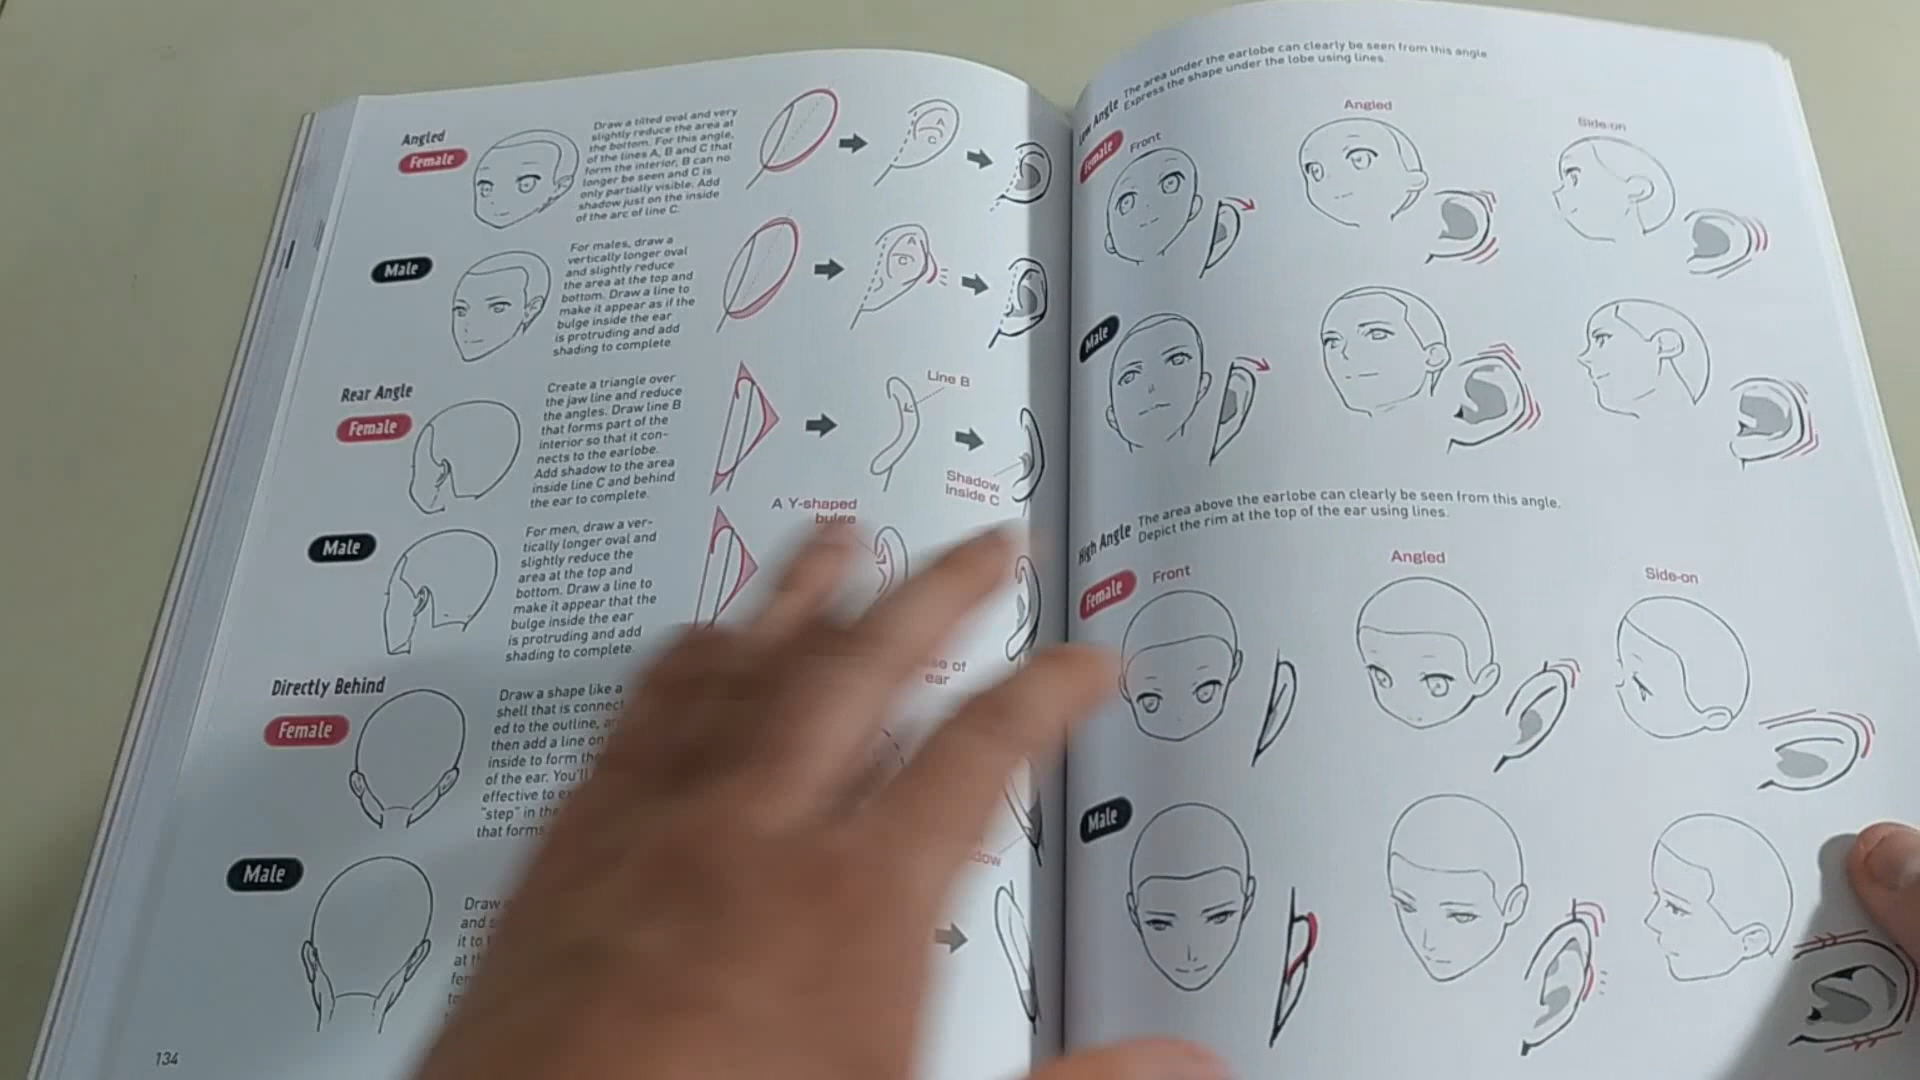 Angled
Female
Draw a tilted oval and very
slightly reduce the area at
the bottom. For this angle,
of the lines A, B and C that
form the interior, B can no
longer be seen and C is
only partially visible. Add
shadow just on the inside
of the arc of line C.
A
C
Male
For males, draw a
vertically longer oval
and slightly reduce
the area at the top and
bottom. Draw a line to
make it appear as if the
bulge inside the ear
is protruding and add
shading to complete.
A
C
Rear Angle
Female
Create a triangle over
the jaw line and reduce
the angles. Draw line B
that forms part of the
interior so that it con-
nects to the earlobe.
Add shadow to the area
inside line C and behind
the ear to complete.
Line B
Shadow
inside C
Male
For men, draw a ver-
tically longer oval and
slightly reduce the
area at the top and
bottom. Draw a line to
make it appear that the
bulge inside the ear
is protruding and add
shading to complete.
A Y-shaped
bulge
of
ear
Directly Behind
Female
Draw a shape like a
shell that is connect
ed to the outline,
then add a line on
inside to form the
of the ear. You'll
effective to
"step" in the
that forms
Male
Draw
and
it to
at
134
Low Angle
The area under the earlobe can clearly be seen from this angle.
Express the shape under the lobe using lines.
Female
Front
Angled
Side-on
Male
High Angle
The area above the earlobe can clearly be seen from this angle.
Depict the rim at the top of the ear using lines.
Female
Front
Angled
Side-on
Male